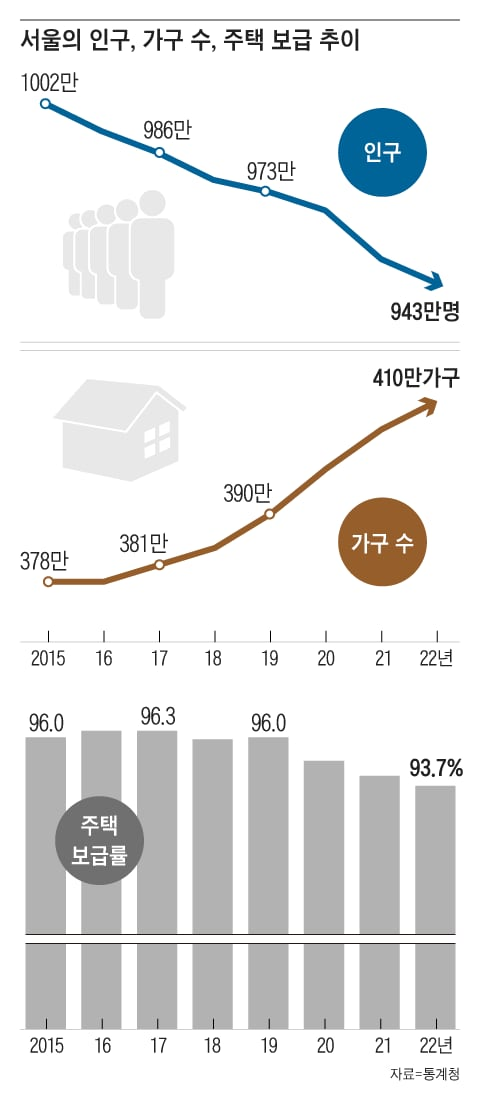 서울의 인구, 가구 수, 주택 보급 추이
1002만
986만
973만
인구
943만명
410만가구
390만
381만
378만
가구 수
2015 16 17 18 19 20 21 22년
96.0 96.3 96.0 93.7%
주택
보급률
2015 16 17 18 19 20 21 22년
자료=통계청